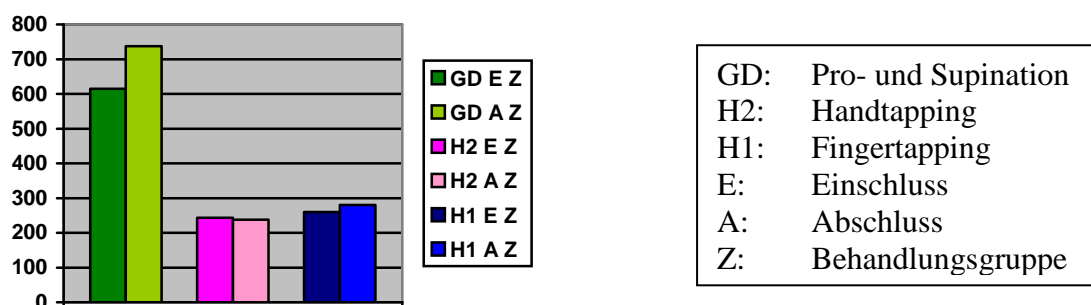 800
700
600
500
400
300
200
100
0
GD E Z
GD A Z
H2 E Z
H2 A Z
H1 E Z
H1 A Z
GD: Pro- und Supination
H2: Handtapping
H1: Fingertapping
E: Einschluss
A: Abschluss
Z: Behandlungsgruppe